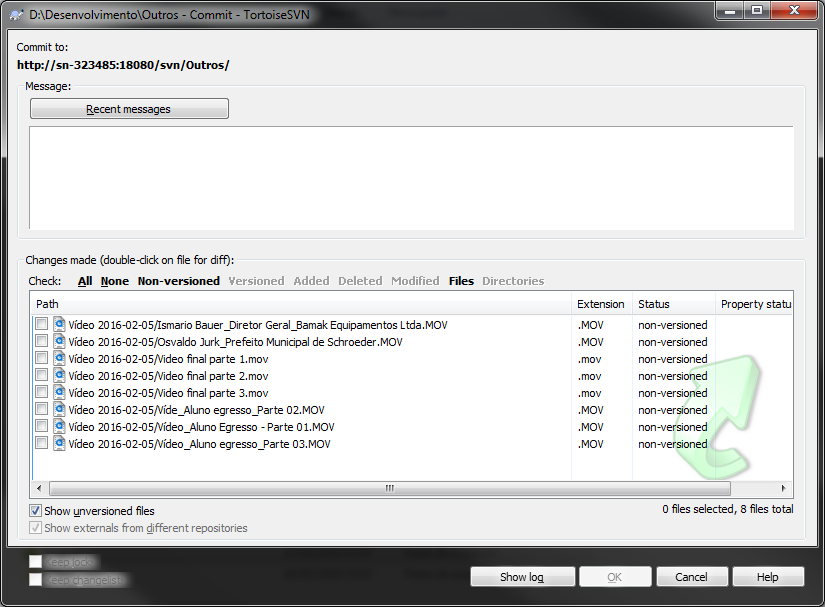 D:\Desenvolvimento\Outros - Commit - TortoiseSVN
Commit to:
http://sn-323485:18080/svn/Outros/
Message:
Recent messages
Changes made (double-click on file for diff):
Check: All None Non-versioned Versioned Added Deleted Modified Files Directories
Path Extension Status Property statu
Vídeo 2016-02-05/Ismario Bauer_Diretor Geral_Bamak Equipamentos Ltda.MOV .MOV non-versioned
Vídeo 2016-02-05/Osvaldo Jurk_Prefeito Municipal de Schroeder.MOV .MOV non-versioned
Vídeo 2016-02-05/Video final parte 1.mov .mov non-versioned
Vídeo 2016-02-05/Video final parte 2.mov .mov non-versioned
Vídeo 2016-02-05/Video final parte 3.mov .mov non-versioned
Vídeo 2016-02-05/Víde_Aluno egresso_Parte 02.MOV .MOV non-versioned
Vídeo 2016-02-05/Vídeo_Aluno Egresso - Parte 01.MOV .MOV non-versioned
Vídeo 2016-02-05/Vídeo_Aluno egresso_Parte 03.MOV .MOV non-versioned
Show unversioned files
0 files selected, 8 files total
Show externals from different repositories
Keep locks
Keep changelists
Show log OK Cancel Help